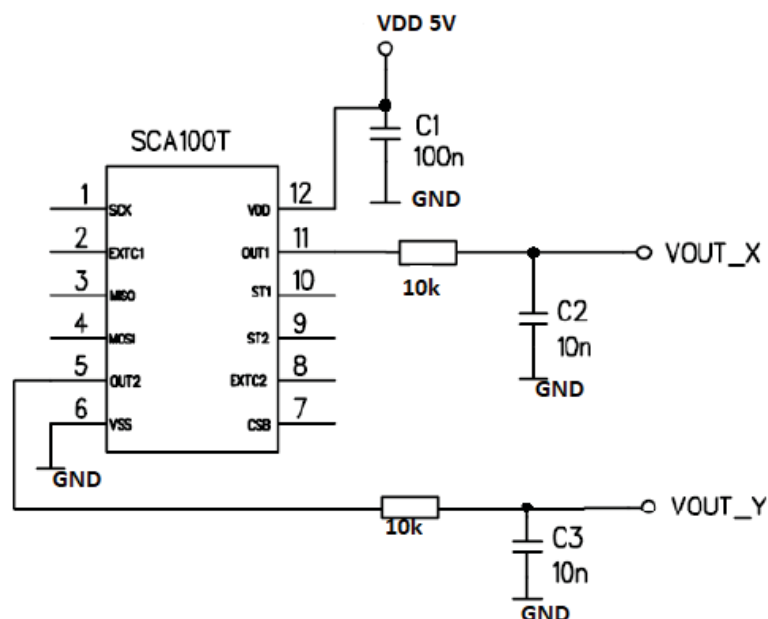 VDD 5V
SCA100T
C1
100n
GND
1
SCK
12
VDD
2
EXTC1
11
OUT1
10k
VOUT_X
3
MISO
10
ST1
C2
10n
GND
4
MOSI
9
ST2
5
OUT2
8
EXTC2
6
VSS
7
CSB
GND
10k
VOUT_Y
C3
10n
GND